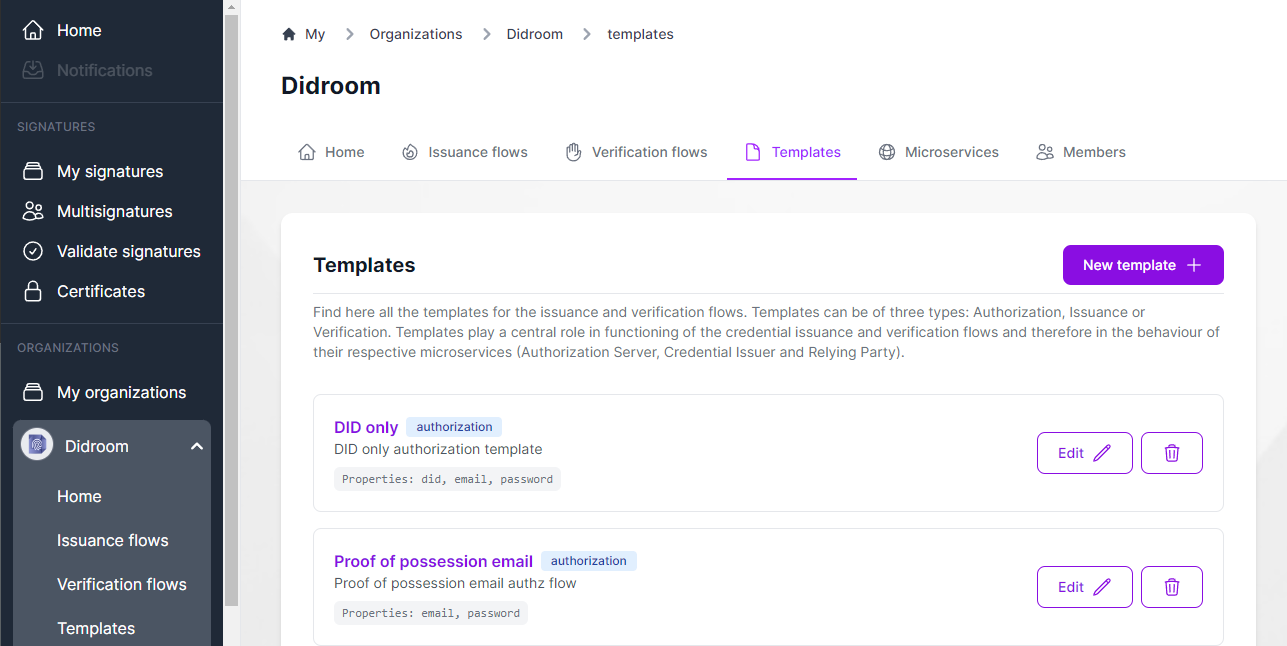 Home
Notifications
SIGNATURES
My signatures
Multisignatures
Validate signatures
Certificates
ORGANIZATIONS
My organizations
Didroom
Home
Issuance flows
Verification flows
Templates
My Organizations Didroom templates
Didroom
Home Issuance flows Verification flows Templates Microservices Members
Templates
New template
Find here all the templates for the issuance and verification flows. Templates can be of three types: Authorization, Issuance or
Verification. Templates play a central role in functioning of the credential issuance and verification flows and therefore in the behaviour of
their respective microservices (Authorization Server, Credential Issuer and Relying Party).
DID only authorization
DID only authorization template
Properties: did, email, password
Edit
Proof of possession email authorization
Proof of possession email authz flow
Properties: email, password
Edit